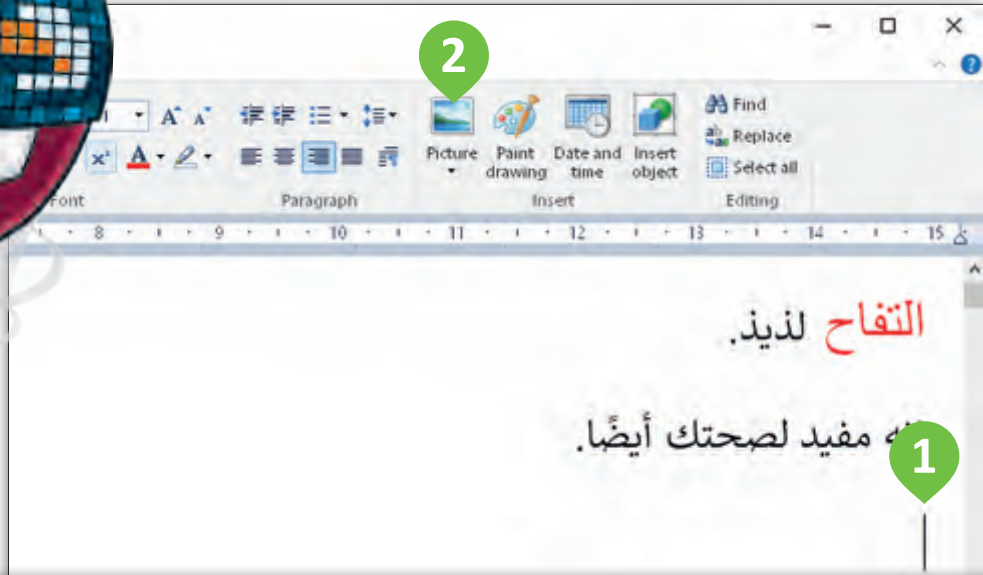 2
Find
Replace
Select all
Picture
Paint drawing
Date and time
Insert object
Font
Paragraph
Insert
Editing
8 9 10 11 12 13 14 15
التفاح لذيذ.
مفيد لصحتك أيضًا.
1